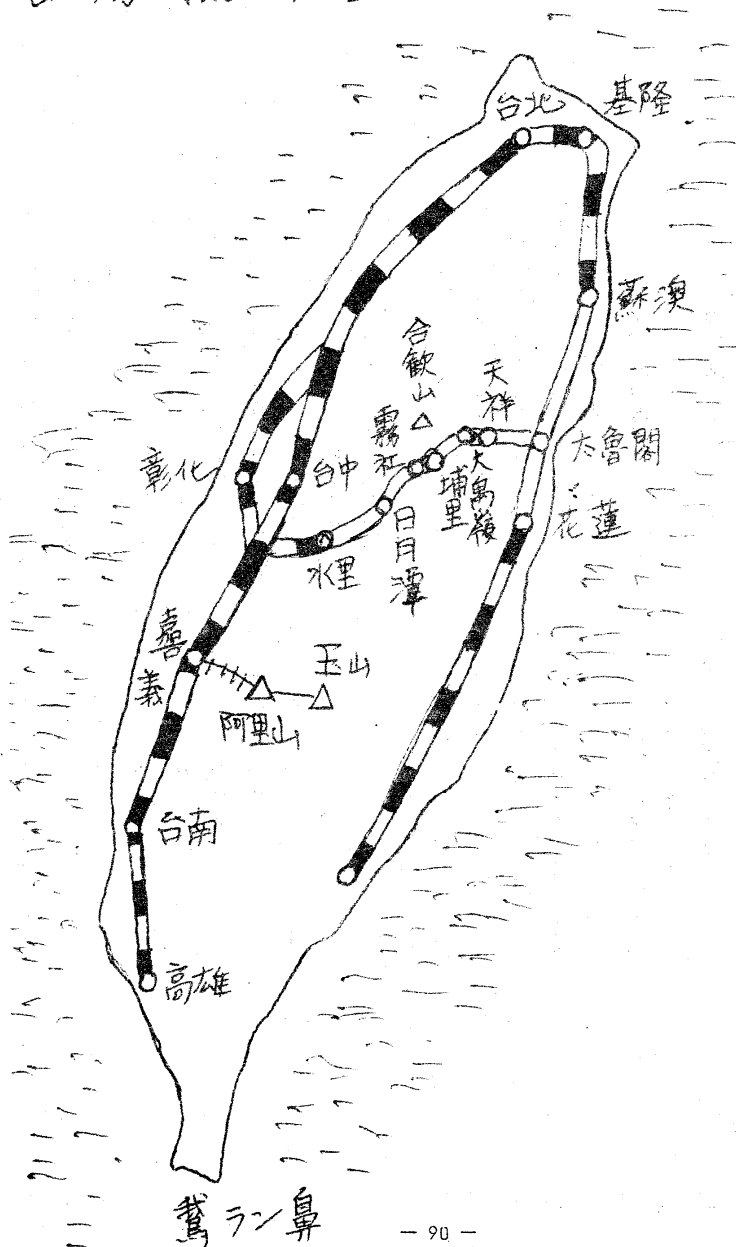 台北
基隆
蘇澳
合歓山
天祥
霧社
太魯閣
彰化
台中
大禹嶺
埔里
花蓮
日月潭
水里
嘉義
玉山
阿里山
台南
高雄
鵞ラン鼻
— 90 —